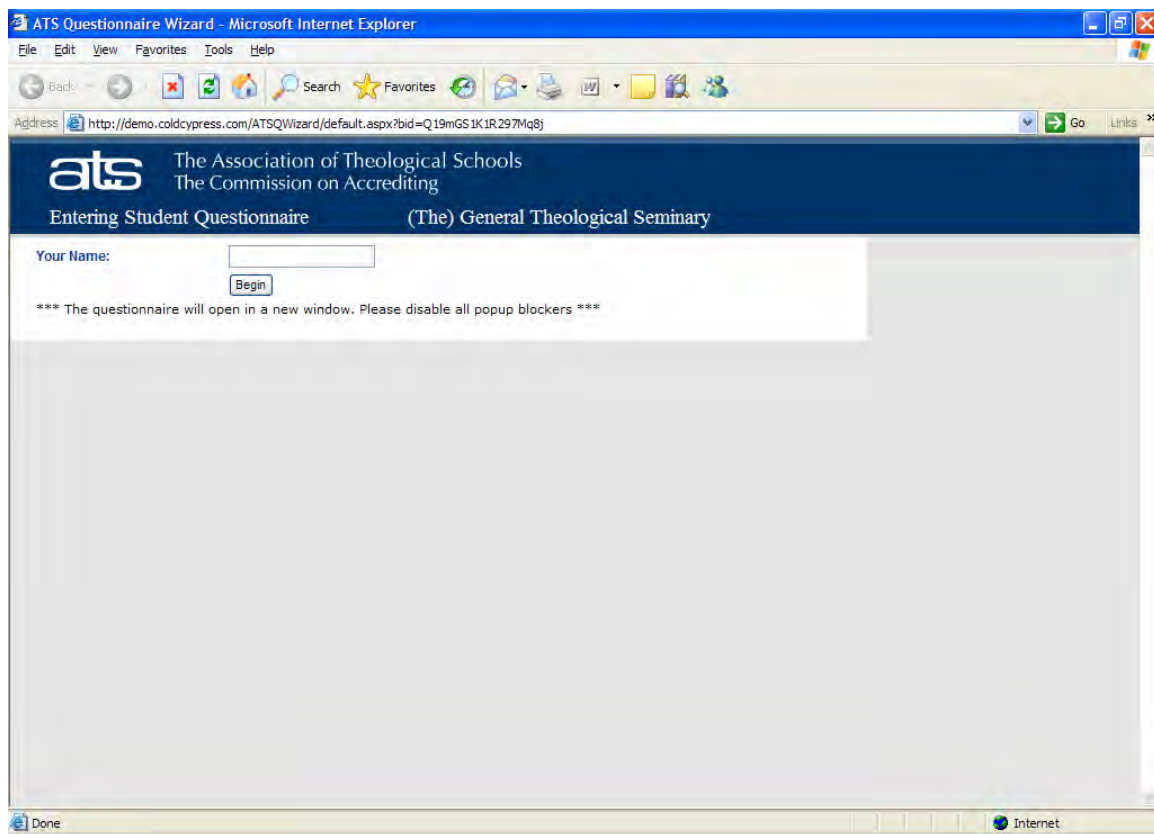 ATS Questionnaire Wizard - Microsoft Internet Explorer
File Edit View Favorites Tools Help
Back Search Favorites
Address http://demo.coldcypress.com/ATSQWizard/default.aspx?bid=Q19mGS1K1R297Mq8j Go Links »
ats The Association of Theological Schools
The Commission on Accrediting
Entering Student Questionnaire (The) General Theological Seminary
Your Name:
Begin
*** The questionnaire will open in a new window. Please disable all popup blockers ***
Done Internet